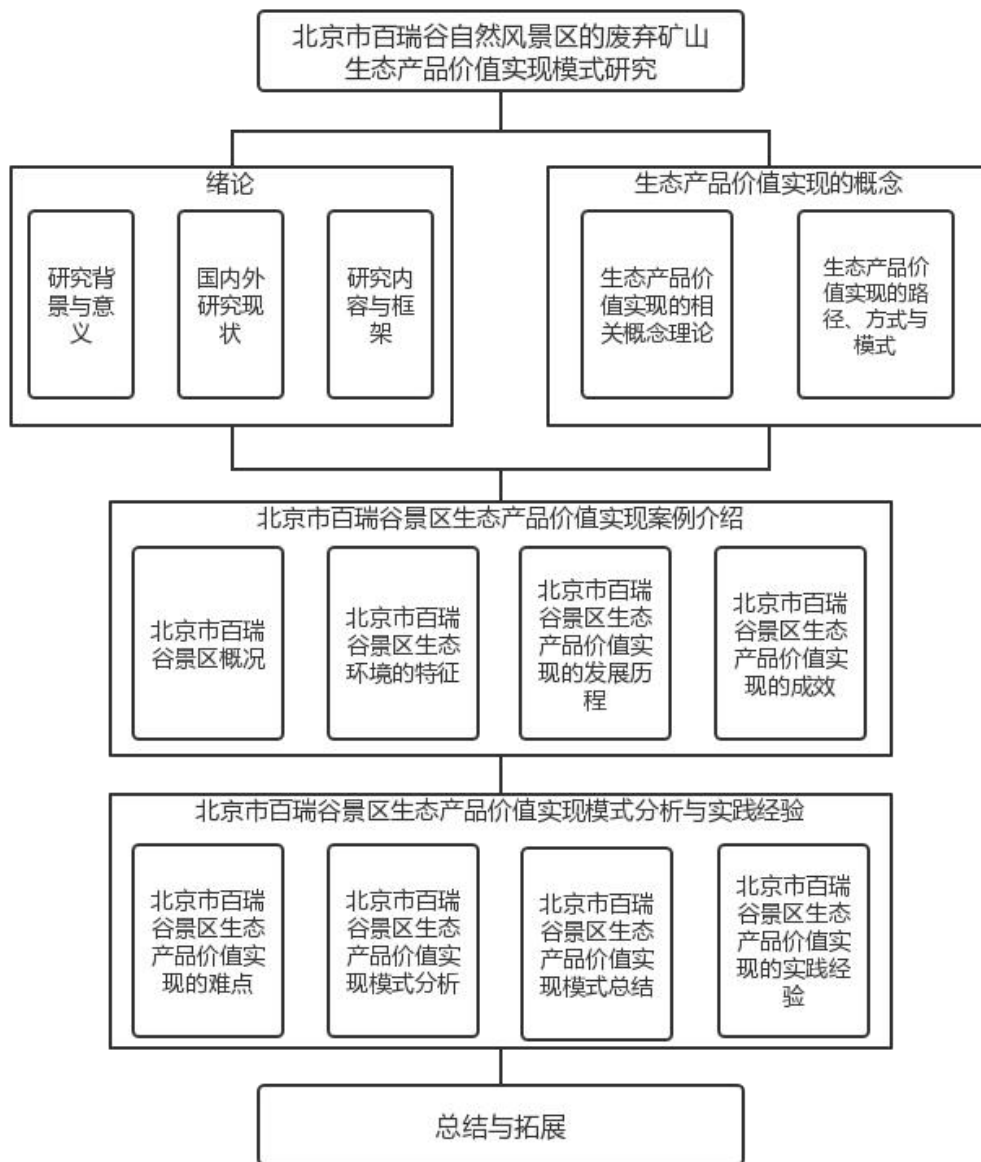 北京市百瑞谷自然风景区的废弃矿山
生态产品价值实现模式研究
绪论
研究背
景与意
义
国内外
研究现
状
研究内
容与框
架
生态产品价值实现的概念
生态产品价
值实现的相
关概念理论
生态产品价
值实现的路
径、方式与
模式
北京市百瑞谷景区生态产品价值实现案例介绍
北京市百瑞
谷景区概况
北京市百瑞
谷景区生态
环境的特征
北京市百瑞
谷景区生态
产品价值实
现的发展历
程
北京市百瑞
谷景区生态
产品价值实
现的成效
北京市百瑞谷景区生态产品价值实现模式分析与实践经验
北京市百瑞
谷景区生态
产品价值实
现的难点
北京市百瑞
谷景区生态
产品价值实
现模式分析
北京市百瑞
谷景区生态
产品价值实
现模式总结
北京市百瑞
谷景区生态
产品价值实
现的实践经
验
总结与拓展